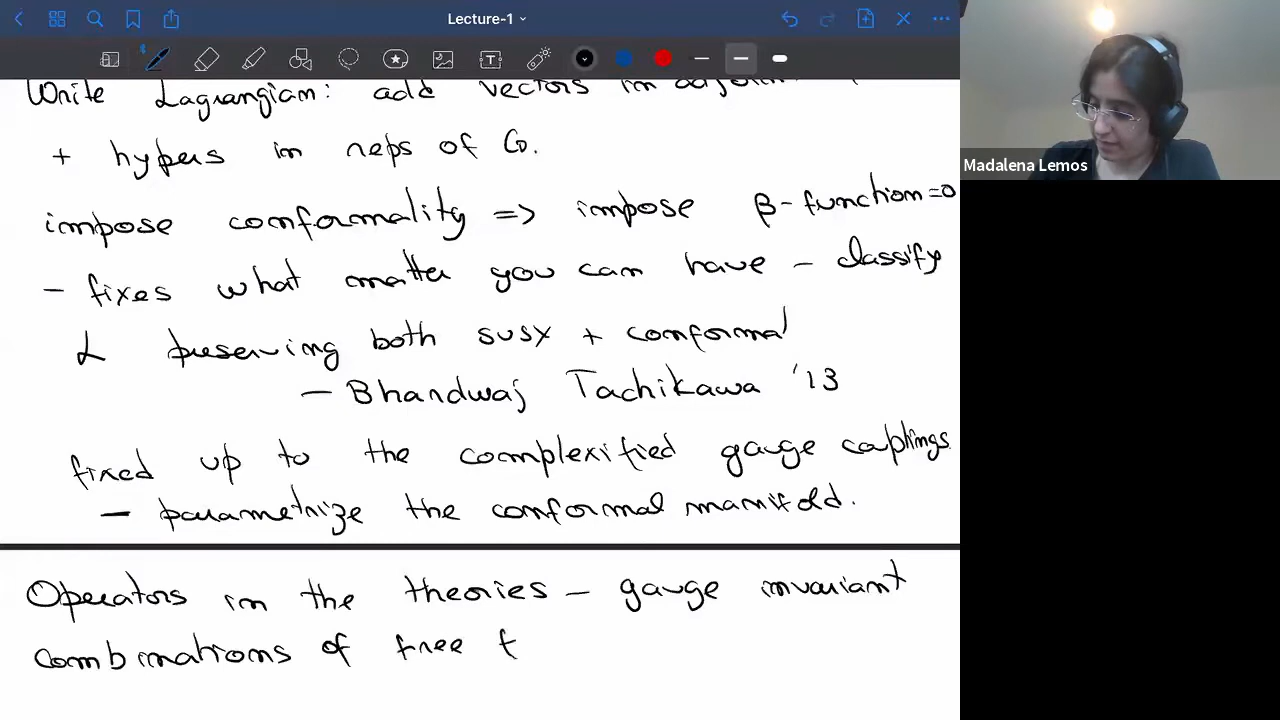 Lecture-1
Write Lagrangian: add vectors in
+ hypers in reps of G.
impose conformality => impose β-function=0
- fixes what matter you can have - classify
L preserving both susy + conformal
- Bhardwaj Tachikawa '13
fixed up to the complexified gauge couplings
- parametrize the conformal manifold.
Operators in the theories - gauge invariant
combinations of free f
Madalena Lemos